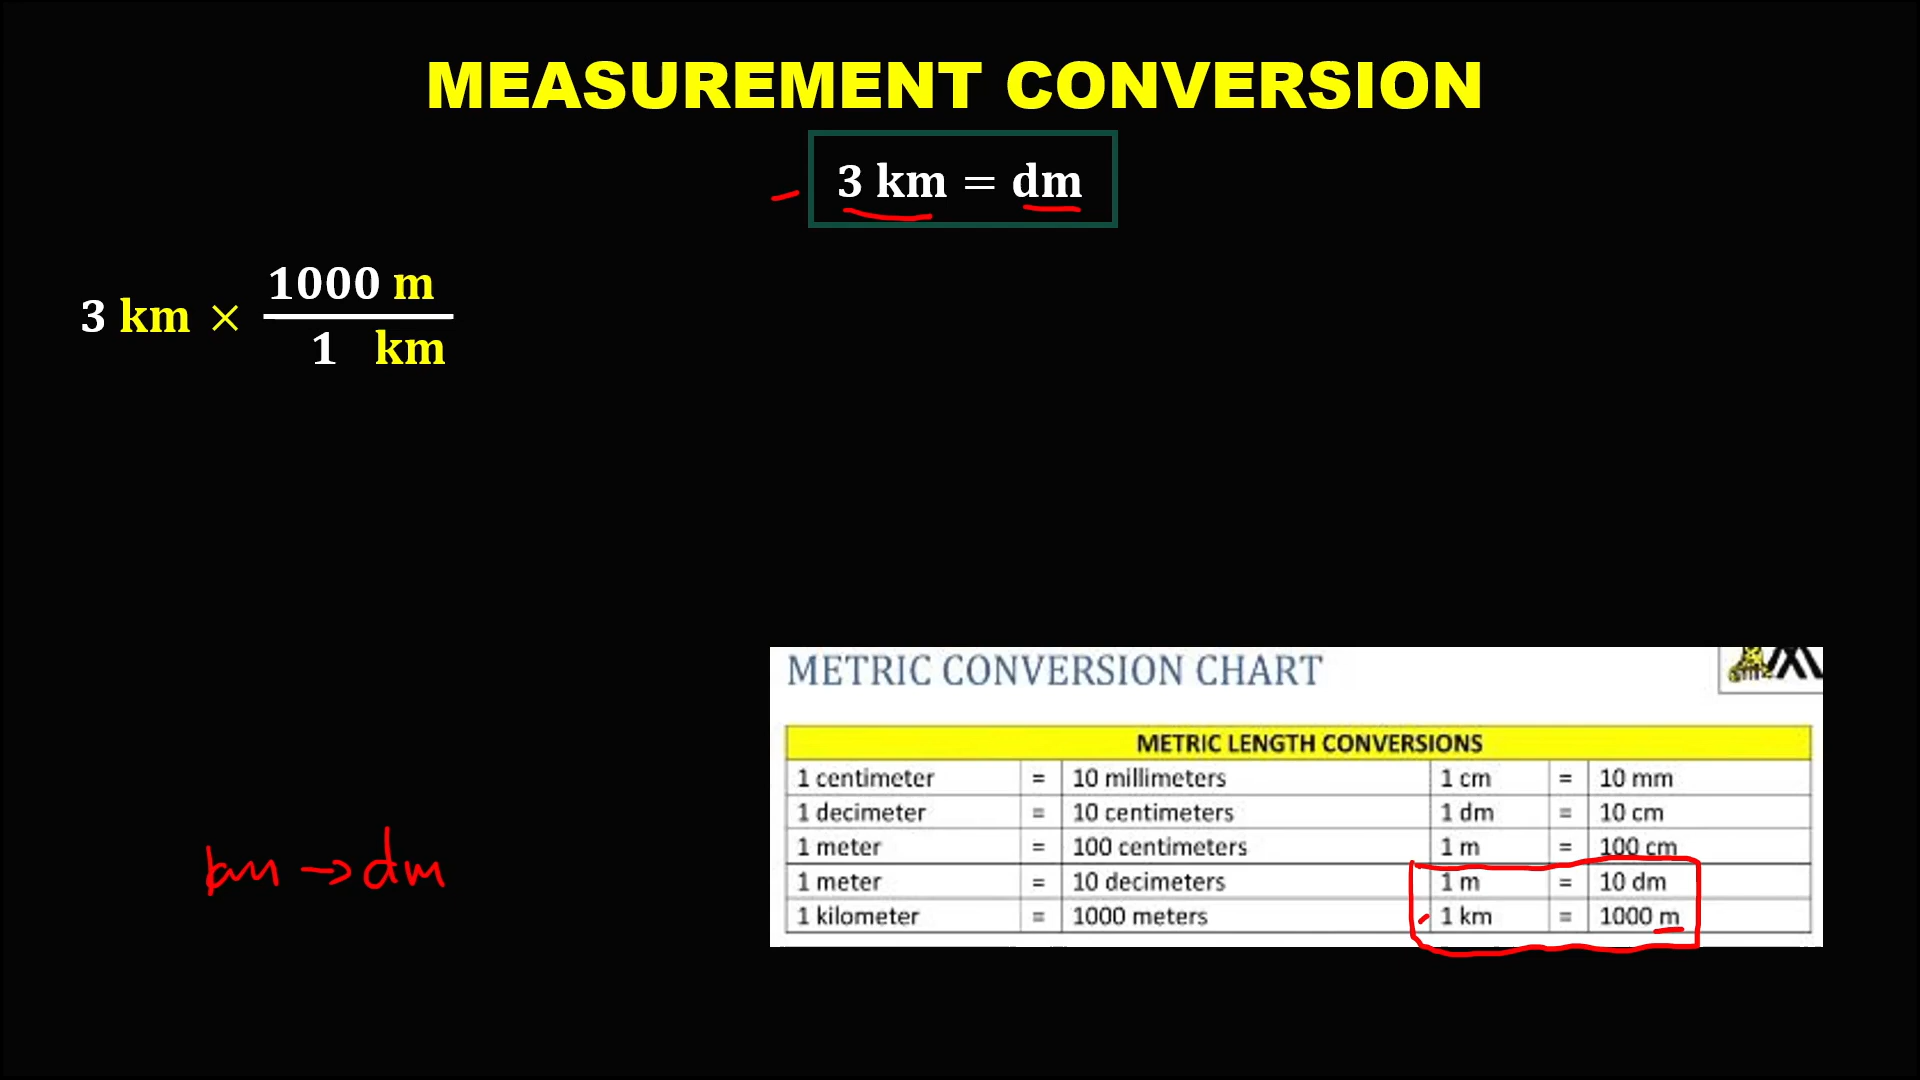 MEASUREMENT CONVERSION
3 km = dm
3 km × 1000 m / 1 km
METRIC CONVERSION CHART
METRIC LENGTH CONVERSIONS
1 centimeter = 10 millimeters 1 cm = 10 mm
1 decimeter = 10 centimeters 1 dm = 10 cm
1 meter = 100 centimeters 1 m = 100 cm
1 meter = 10 decimeters 1 m = 10 dm
1 kilometer = 1000 meters 1 km = 1000 m
km → dm